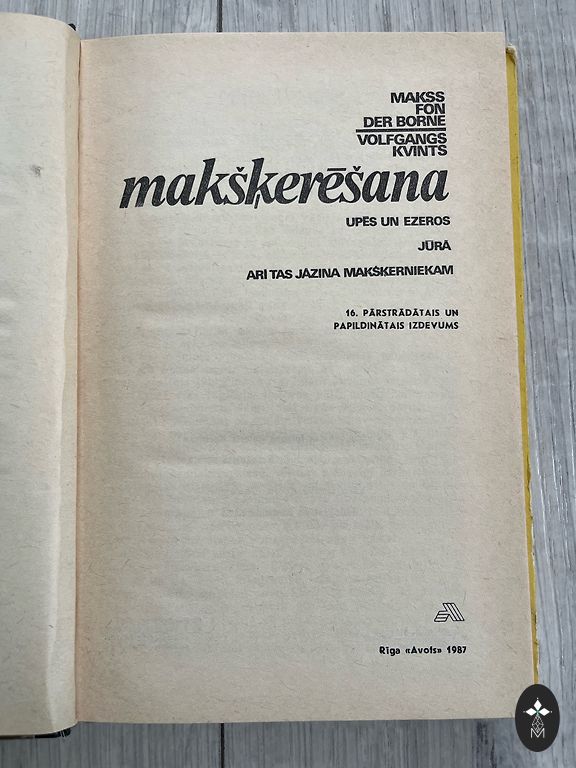 MAKSS
FON
DER BORNE
VOLFGANGS
KVINTS
makšķerēšana
UPĒS UN EZEROS
JŪRĀ
ARĪ TAS JĀZINA MAKŠĶERNIEKAM
16. PĀRSTRĀDĀTAIS UN
PAPILDINĀTAIS IZDEVUMS
Rīga «Avots» 1987
M